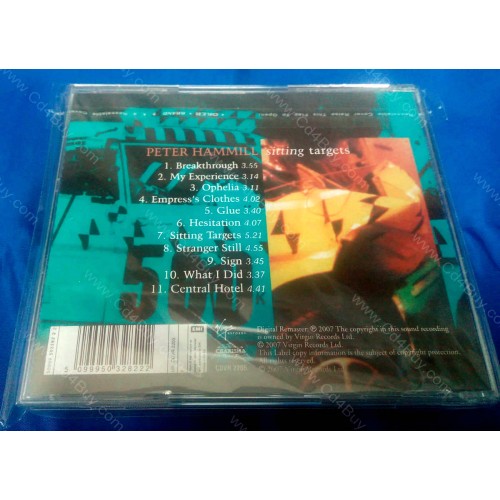 PETER HAMMILL sitting targets
1. Breakthrough 3.55
2. My Experience 3.14
3. Ophelia 3.11
4. Empress's Clothes 4.02
5. Glue 3.40
6. Hesitation 4.07
7. Sitting Targets 5.21
8. Stranger Still 4.55
9. Sign 3.45
10. What I Did 3.37
11. Central Hotel 4.41
500
K
EMI
Virgin
CHARISMA
Digital Remaster ℗ 2007 The copyright in this sound recording
is owned by Virgin Records Ltd.
© 2007 Virgin Records Ltd.
This Label copy information is the subject of copyright protection.
www.Cd4Buy.com